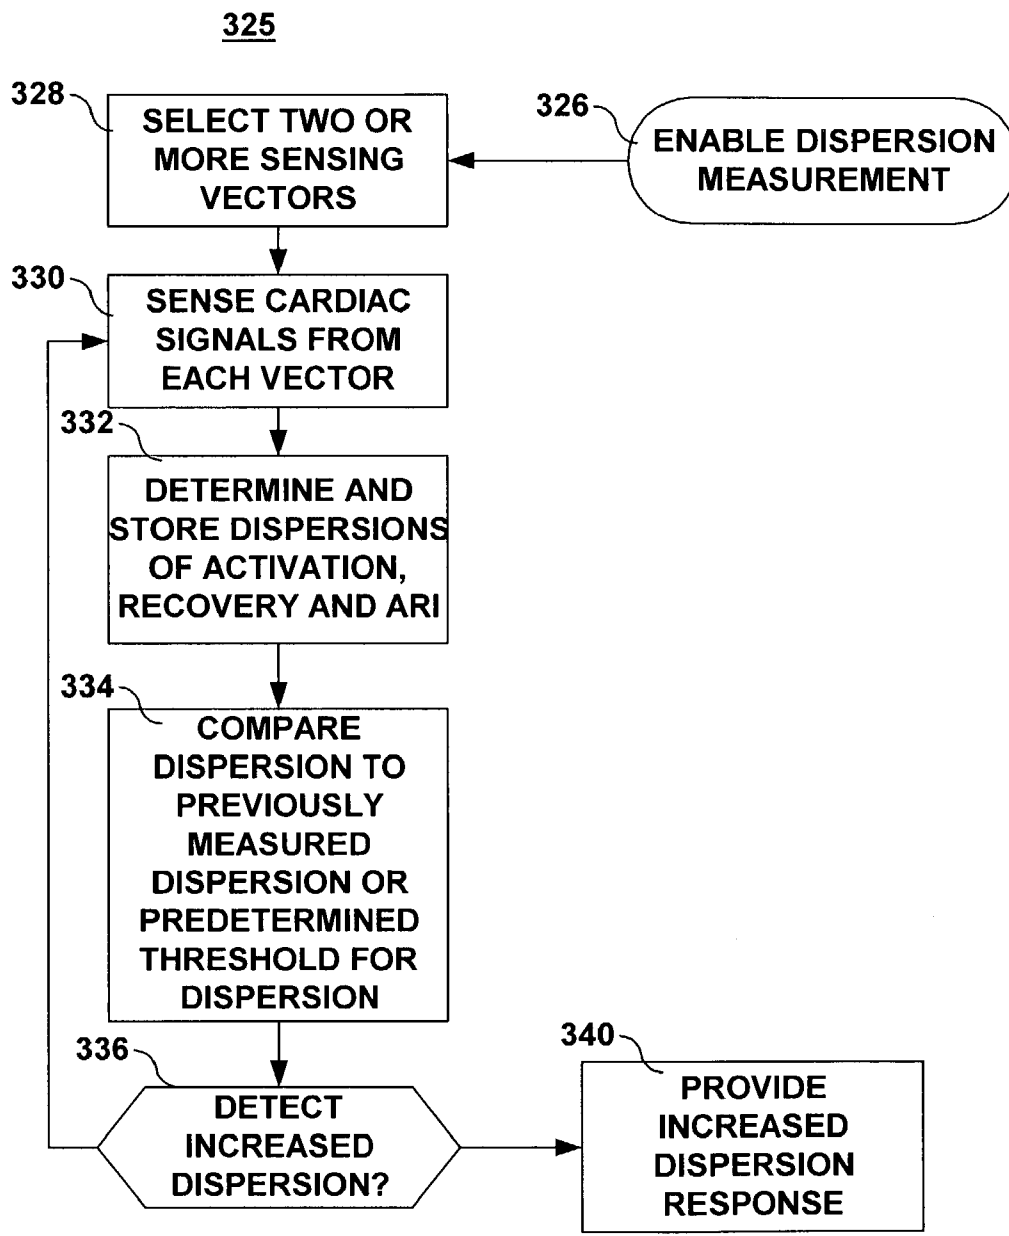 325
328
SELECT TWO OR
MORE SENSING
VECTORS
326
ENABLE DISPERSION
MEASUREMENT
330
SENSE CARDIAC
SIGNALS FROM
EACH VECTOR
332
DETERMINE AND
STORE DISPERSIONS
OF ACTIVATION,
RECOVERY AND ARI
334
COMPARE
DISPERSION TO
PREVIOUSLY
MEASURED
DISPERSION OR
PREDETERMINED
THRESHOLD FOR
DISPERSION
336
DETECT
INCREASED
DISPERSION?
340
PROVIDE
INCREASED
DISPERSION
RESPONSE